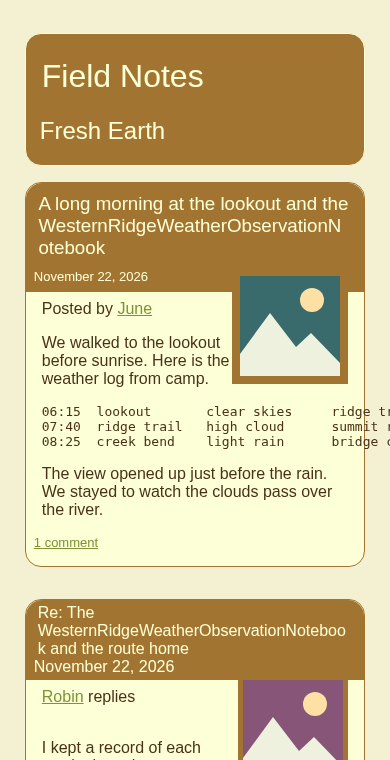 Field Notes
Fresh Earth
A long morning at the lookout and the
WesternRidgeWeatherObservationN
otebook
November 22, 2026
Posted by June
We walked to the lookout
before sunrise. Here is the
weather log from camp.
06:15 lookout clear skies ridge
07:40 ridge trail high cloud summit
08:25 creek bend light rain bridge
The view opened up just before the rain.
We stayed to watch the clouds pass over
the river.
1 comment
Re: The
WesternRidgeWeatherObservationNoteboo
k and the route home
November 22, 2026
Robin replies
I kept a record of each